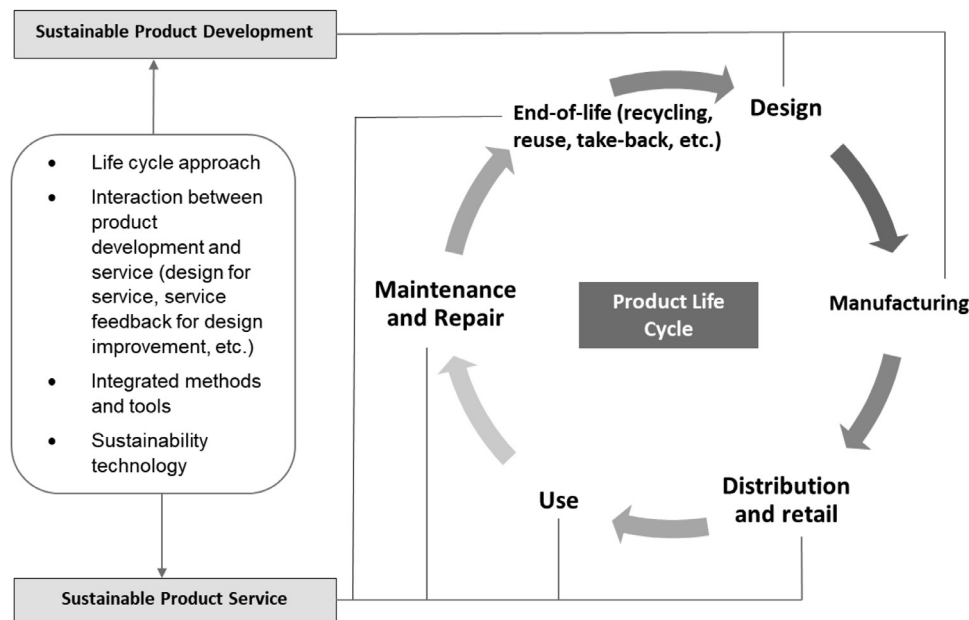 Sustainable Product Development
• Life cycle approach
• Interaction between
product
development and
service (design for
service, service
feedback for design
improvement, etc.)
• Integrated methods
and tools
• Sustainability
technology
Sustainable Product Service
End-of-life (recycling,
reuse, take-back, etc.)
Design
Maintenance
and Repair
Product Life
Cycle
Manufacturing
Use
Distribution
and retail